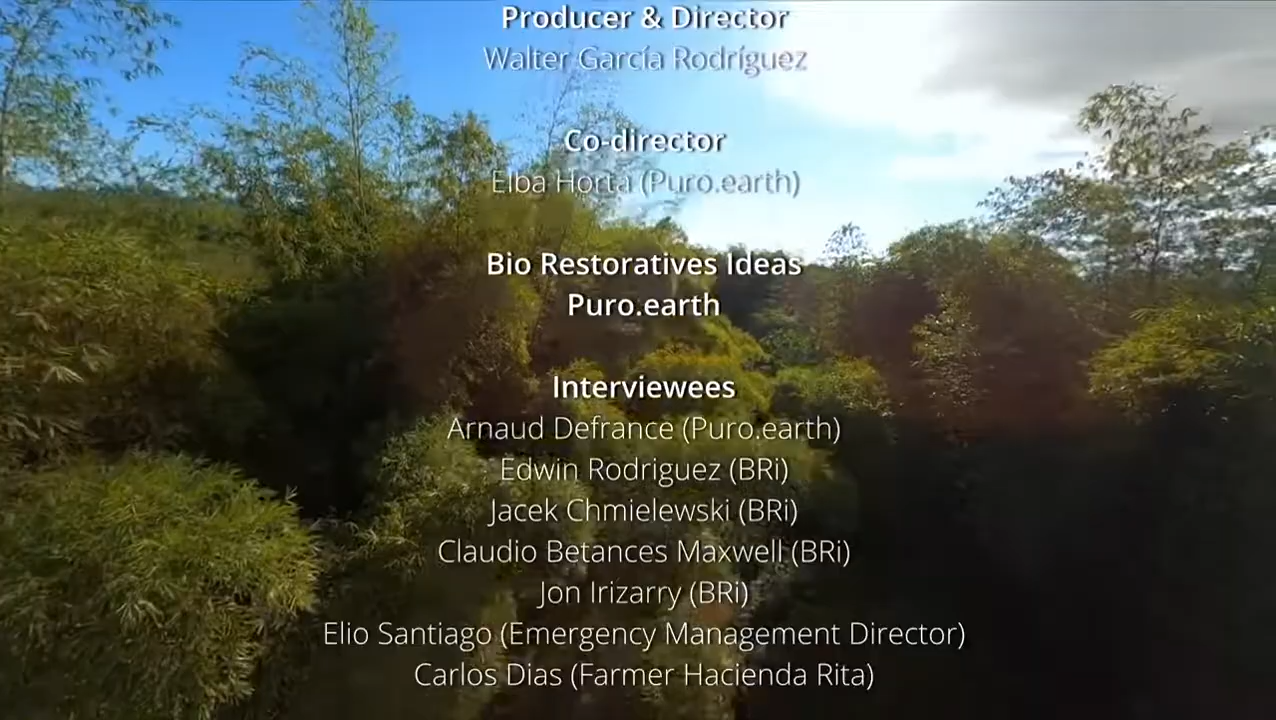 Producer & Director
Walter García Rodríguez
Co-director
Elba Horta (Puro.earth)
Bio Restoratives Ideas
Puro.earth
Interviewees
Arnaud Defrance (Puro.earth)
Edwin Rodriguez (BRi)
Jacek Chmielewski (BRi)
Claudio Betances Maxwell (BRi)
Jon Irizarry (BRi)
Elio Santiago (Emergency Management Director)
Carlos Dias (Farmer Hacienda Rita)